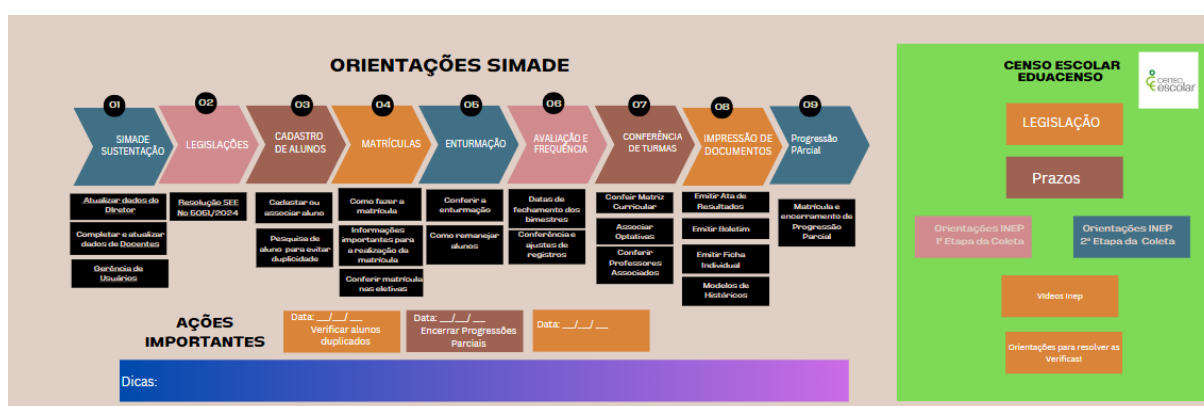 ORIENTAÇÕES SIMADE
01
SIMADE
SUSTENTAÇÃO
Atualizar dados do
Diretor
Completar e atualizar
dados de Docentes
Gerência de
Usuários
02
LEGISLAÇÕES
Resolução SEE
No 5051/2024
03
CADASTRO
DE ALUNOS
Cadastar ou
associar aluno
Pesquisa de
aluno para evitar
duplicidade
04
MATRÍCULAS
Como fazer a
matrícula
Informações
importantes para
a realização da
matrícula
Conferir matrícula
nas eletivas
05
ENTURMAÇÃO
Conferir a
enturmação
Como remanejar
alunos
06
AVALIAÇÃO E
FREQUÊNCIA
Datas de
fechamento dos
bimestres
Conferência e
ajustes de
registros
07
CONFERÊNCIA
DE TURMAS
Confeir Matriz
Curricular
Associar
Optativas
Conferir
Professores
Associados
08
IMPRESSÃO DE
DOCUMENTOS
Emitir Ata de
Resultados
Emitir Boletim
Emitir Ficha
Individual
Modelos de
Históricos
09
Progressão
PArcial
Matrícula e
encerramento de
Progressão
Parcial
AÇÕES
IMPORTANTES
Data: __/__/ __
Verificar alunos
duplicados
Data: __/__/ __
Encerrar Progressões
Parciais
Data: __/__/ __
Dicas:
CENSO ESCOLAR
EDUACENSO
censo
escolar
LEGISLAÇÃO
Prazos
Orientações INEP
1ª Etapa da Coleta
Orientações INEP
2ª Etapa da Coleta
Vídeos Inep
Orientações para resolver as
Verificas!